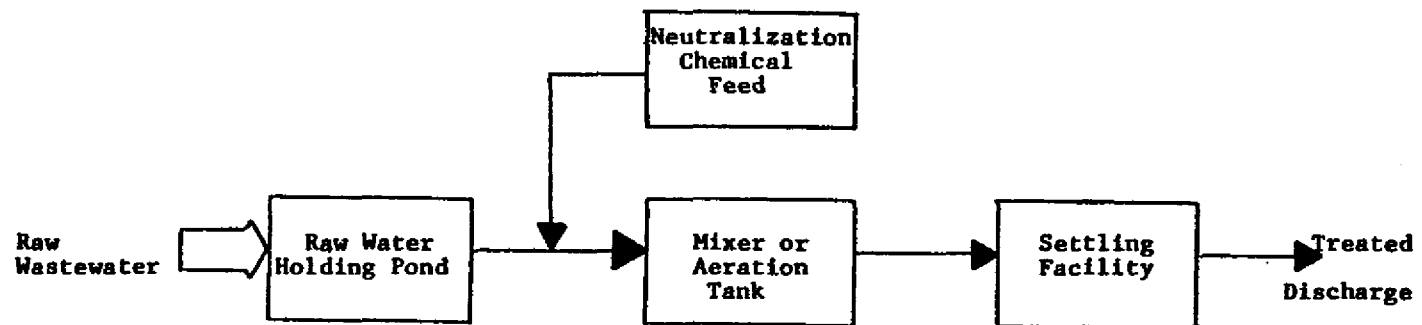 Neutralization
Chemical
Feed
Raw
Wastewater
Raw Water
Holding Pond
Mixer or
Aeration
Tank
Settling
Facility
Treated
Discharge